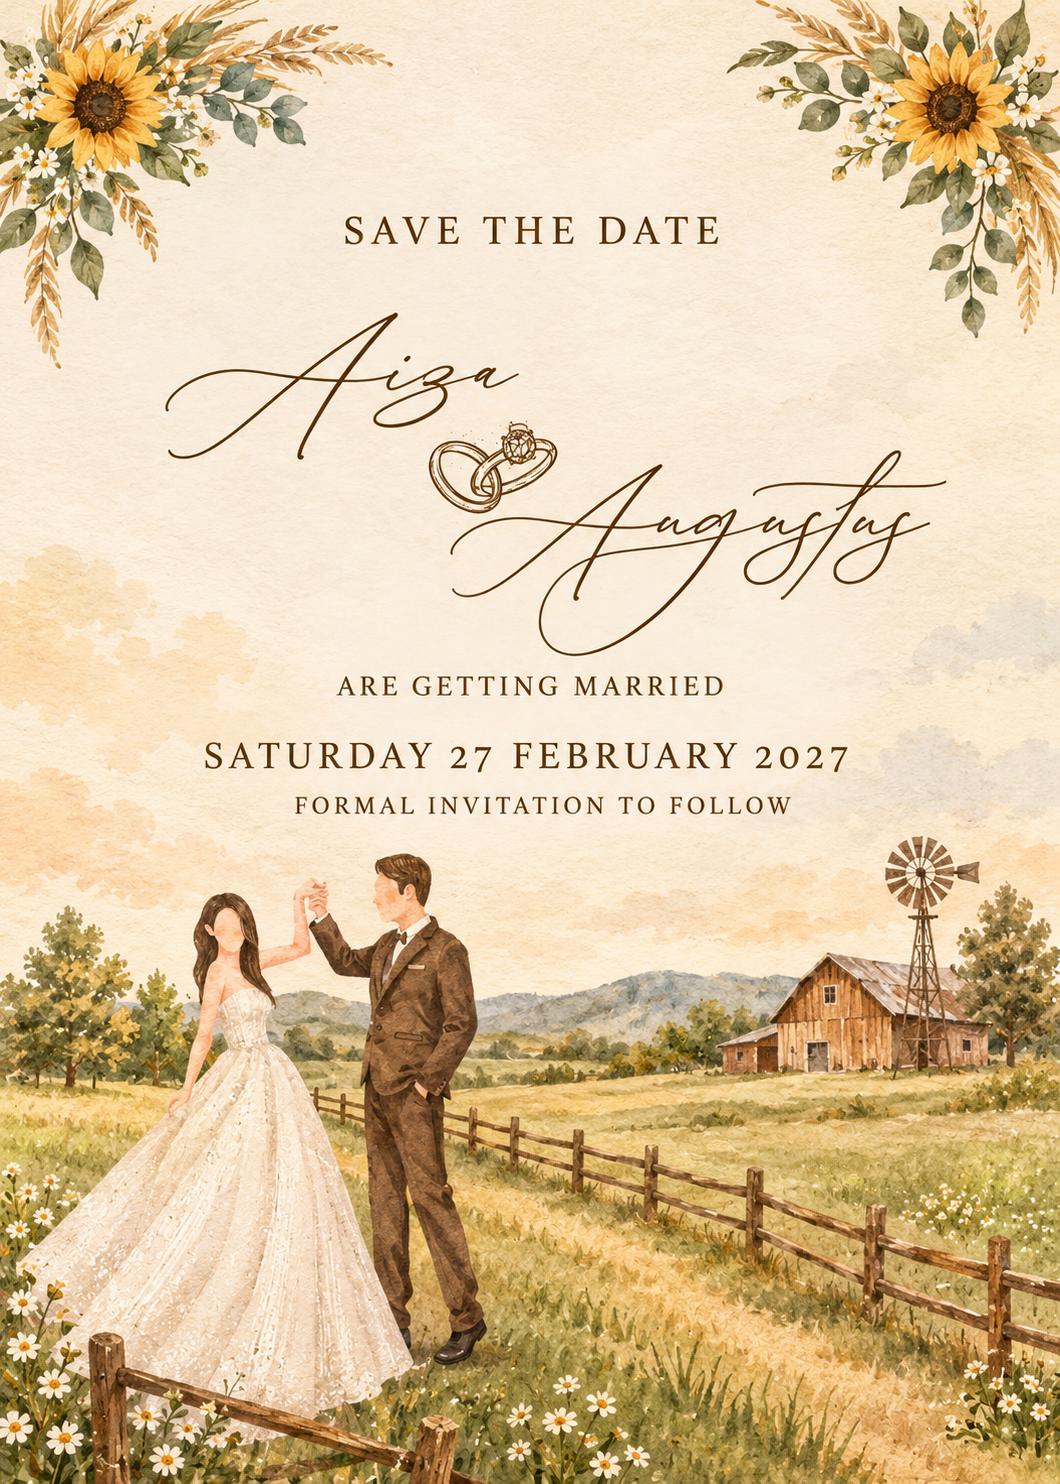 SAVE THE DATE
Aiza
Augustus
ARE GETTING MARRIED
SATURDAY 27 FEBRUARY 2027
FORMAL INVITATION TO FOLLOW